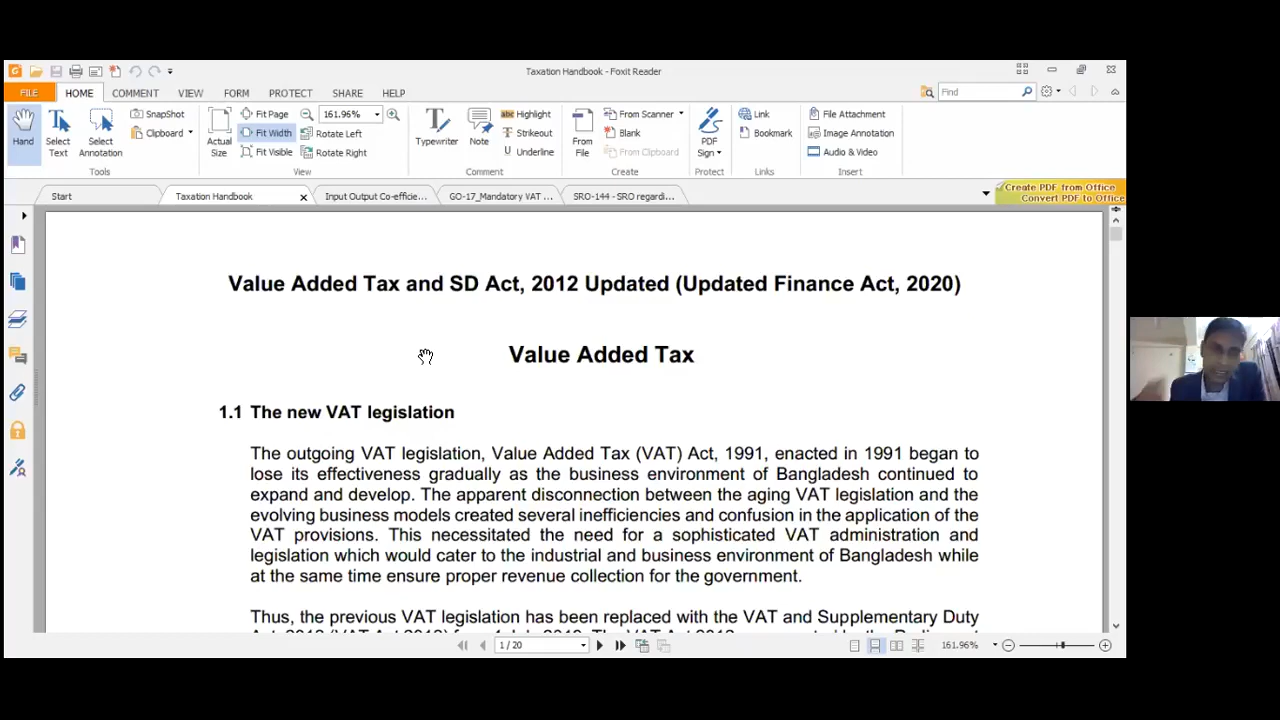 Taxation Handbook - Foxit Reader
FILE HOME COMMENT VIEW FORM PROTECT SHARE HELP
Find
Hand
Select Text
Select Annotation
SnapShot
Clipboard
Tools
Actual Size
Fit Page
Fit Width
Fit Visible
161.96%
Rotate Left
Rotate Right
View
Typewriter
Note
Highlight
Strikeout
Underline
Comment
From File
From Scanner
Blank
From Clipboard
Create
PDF Sign
Protect
Link
Bookmark
Links
File Attachment
Image Annotation
Audio & Video
Insert
Start
Taxation Handbook
Input Output Co-efficie...
GO-17_Mandatory VAT ...
SRO-144 - SRO regardi...
Create PDF from Office
Convert PDF to Office
Value Added Tax and SD Act, 2012 Updated (Updated Finance Act, 2020)
Value Added Tax
1.1 The new VAT legislation
The outgoing VAT legislation, Value Added Tax (VAT) Act, 1991, enacted in 1991 began to
lose its effectiveness gradually as the business environment of Bangladesh continued to
expand and develop. The apparent disconnection between the aging VAT legislation and the
evolving business models created several inefficiencies and confusion in the application of the
VAT provisions. This necessitated the need for a sophisticated VAT administration and
legislation which would cater to the industrial and business environment of Bangladesh while
at the same time ensure proper revenue collection for the government.
Thus, the previous VAT legislation has been replaced with the VAT and Supplementary Duty
1 / 20
161.96%